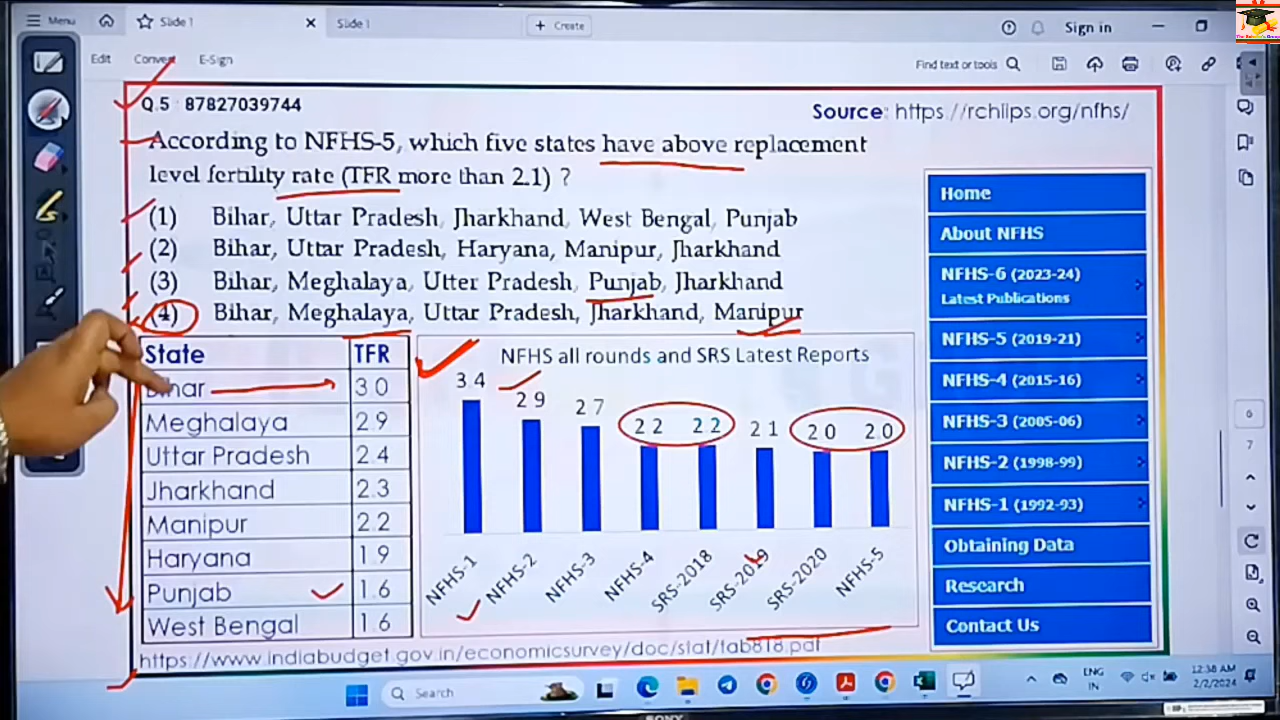 Menu
Slide 1
Slide 1
+ Create
Sign in
Edit
Convert
E-Sign
Find text or tools
Q.5 : 87827039744
Source: https://rchiips.org/nfhs/
According to NFHS-5, which five states have above replacement
level fertility rate (TFR more than 2.1) ?
(1) Bihar, Uttar Pradesh, Jharkhand, West Bengal, Punjab
(2) Bihar, Uttar Pradesh, Haryana, Manipur, Jharkhand
(3) Bihar, Meghalaya, Utter Pradesh, Punjab, Jharkhand
(4) Bihar, Meghalaya, Uttar Pradesh, Jharkhand, Manipur
State TFR
Bihar 3.0
Meghalaya 2.9
Uttar Pradesh 2.4
Jharkhand 2.3
Manipur 2.2
Haryana 1.9
Punjab 1.6
West Bengal 1.6
NFHS all rounds and SRS Latest Reports
3.4 2.9 2.7 2.2 2.2 2.1 2.0 2.0
NFHS-1 NFHS-2 NFHS-3 NFHS-4 SRS-2018 SRS-2019 SRS-2020 NFHS-5
https://www.indiabudget.gov.in/economicsurvey/doc/stat/tab818.pdf
Home
About NFHS
NFHS-6 (2023-24)
Latest Publications
NFHS-5 (2019-21)
NFHS-4 (2015-16)
NFHS-3 (2005-06)
NFHS-2 (1998-99)
NFHS-1 (1992-93)
Obtaining Data
Research
Contact Us
6
7
Search
ENG
IN
12:38 AM
2/2/2024
SONY